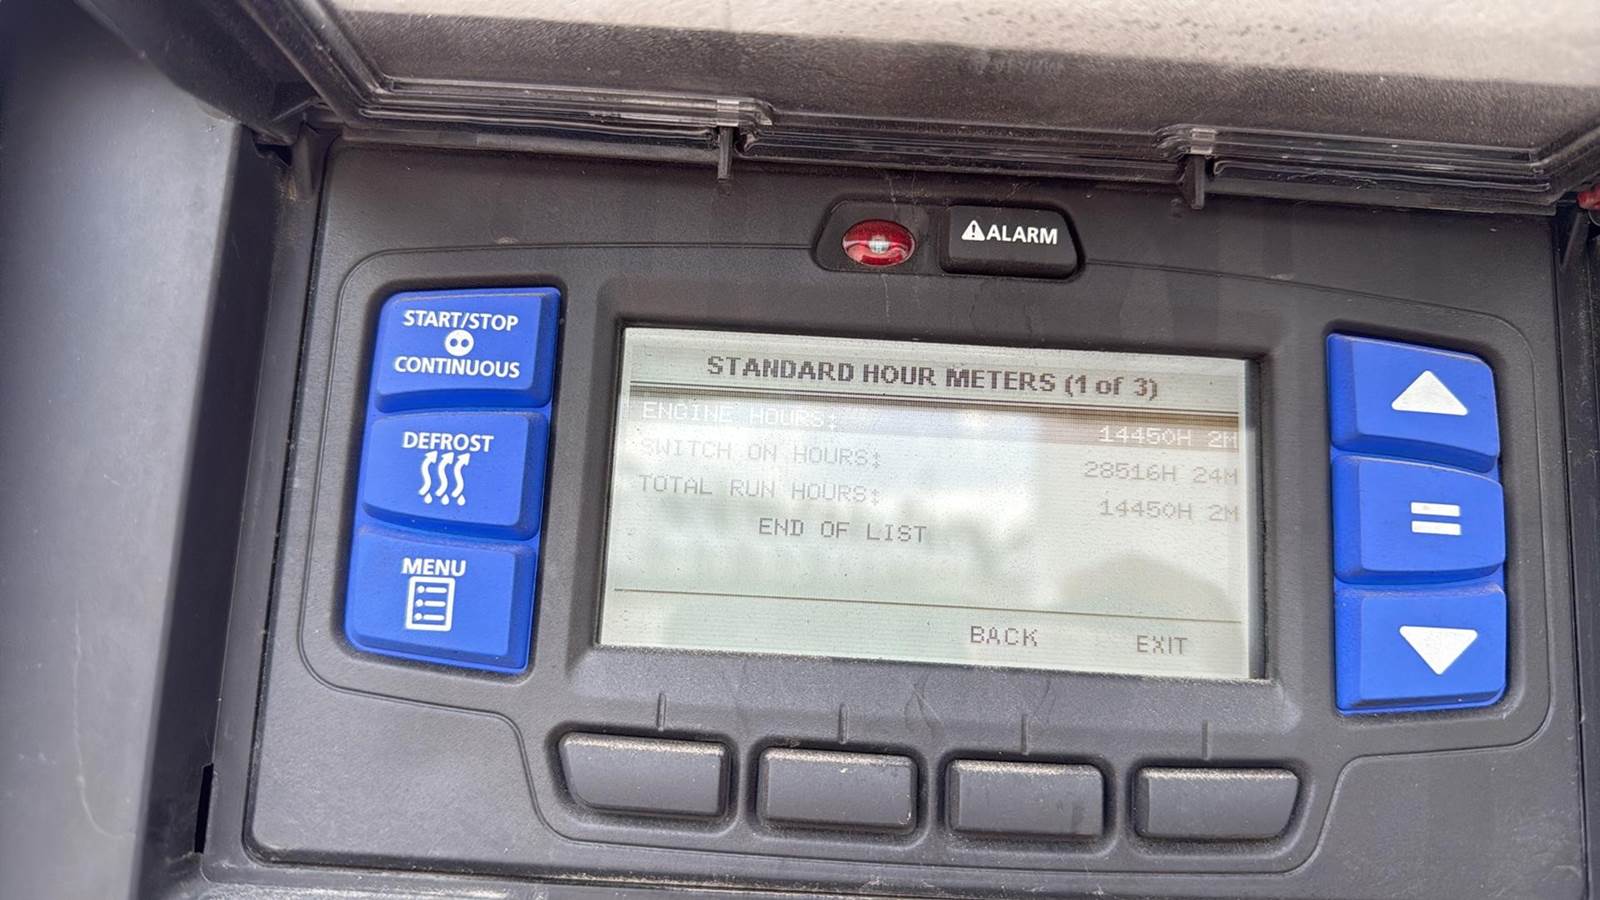 ALARM
START/STOP
CONTINUOUS
DEFROST
MENU
STANDARD HOUR METERS (1 of 3)
ENGINE HOURS: 14450H 2M
SWITCH ON HOURS: 28516H 24M
TOTAL RUN HOURS: 14450H 2M
END OF LIST
BACK EXIT